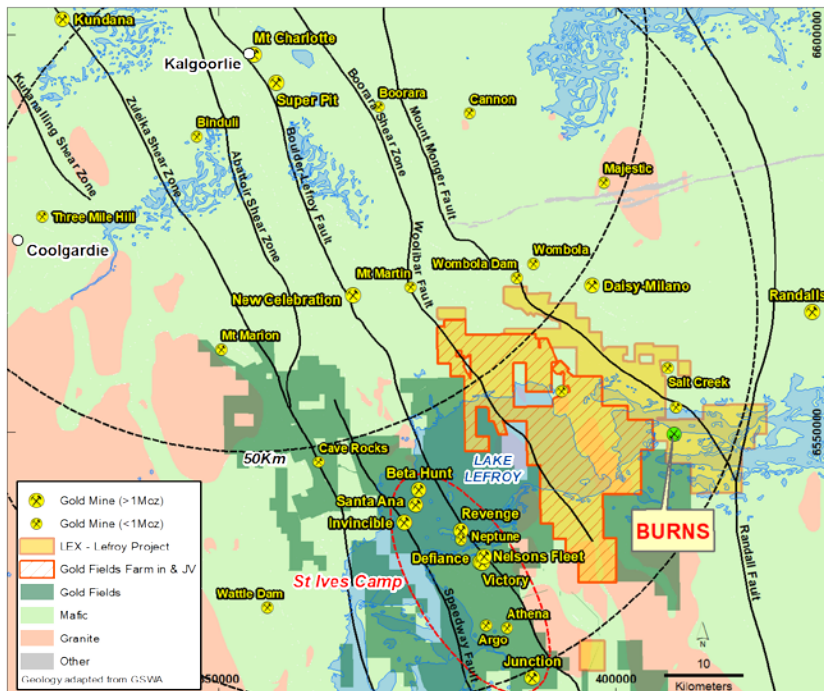 Kundana
Mt Charlotte
Kalgoorlie
Super Pit
Boorara
Cannon
Binduli
Kunanalling Shear Zone
Zuleika Shear Zone
Abattoir Shear Zone
Boulder Lefroy Fault
Boorara Shear Zone
Mount Monger Fault
Majestic
Three Mile Hill
Coolgardie
Woolibar Fault
Wombola
Wombola Dam
Mt Martin
Daisy-Milano
New Celebration
Randalls
Mt Marion
Salt Creek
50Km
Cave Rocks
LAKE
LEFROY
Beta Hunt
Santa Ana
Invincible
Revenge
Neptune
BURNS
Defiance
Nelsons Fleet
Victory
St Ives Camp
Randall Fault
Speedway Fault
Wattle Dam
Athena
Argo
Junction
6600000
6550000
350000
400000
N
10
Kilometers
Gold Mine (>1Moz)
Gold Mine (<1Moz)
LEX - Lefroy Project
Gold Fields Farm in & JV
Gold Fields
Mafic
Granite
Other
Geology adapted from GSWA